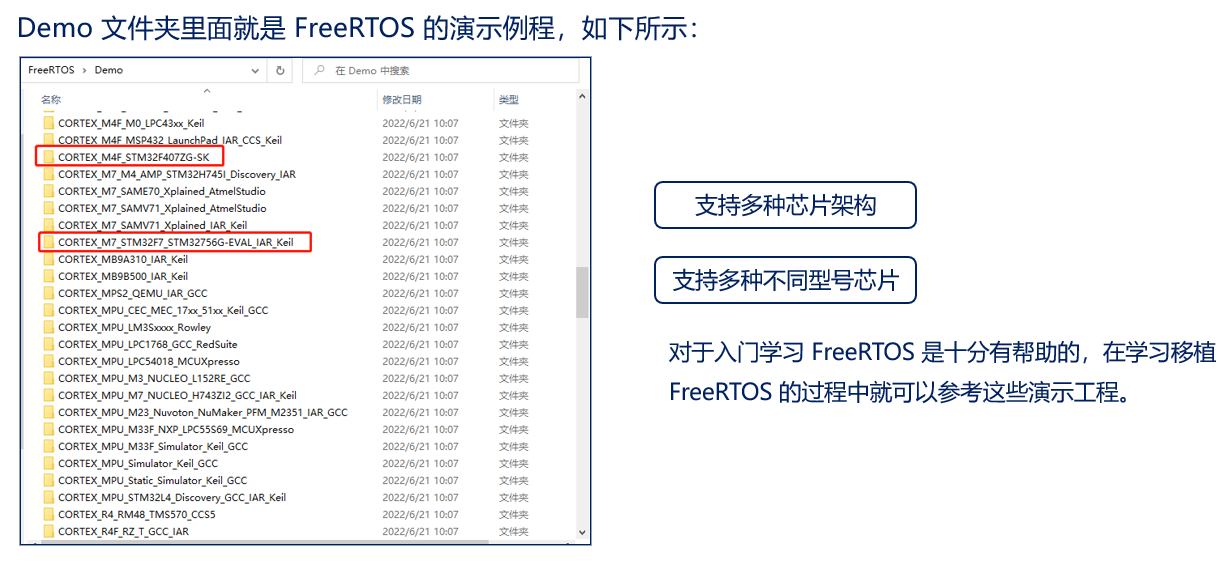 Demo 文件夹里面就是 FreeRTOS 的演示例程，如下所示：
FreeRTOS › Demo 在 Demo 中搜索
名称 修改日期 类型
CORTEX_M4F_M0_LPC43xx_Keil 2022/6/21 10:07 文件夹
CORTEX_M4F_MSP432_LaunchPad_IAR_CCS_Keil 2022/6/21 10:07 文件夹
CORTEX_M4F_STM32F407ZG-SK 2022/6/21 10:07 文件夹
CORTEX_M7_M4_AMP_STM32H745I_Discovery_IAR 2022/6/21 10:07 文件夹
CORTEX_M7_SAME70_Xplained_AtmelStudio 2022/6/21 10:07 文件夹
CORTEX_M7_SAMV71_Xplained_AtmelStudio 2022/6/21 10:07 文件夹
CORTEX_M7_SAMV71_Xplained_IAR_Keil 2022/6/21 10:07 文件夹
CORTEX_M7_STM32F7_STM32756G-EVAL_IAR_Keil 2022/6/21 10:07 文件夹
CORTEX_MB9A310_IAR_Keil 2022/6/21 10:07 文件夹
CORTEX_MB9B500_IAR_Keil 2022/6/21 10:07 文件夹
CORTEX_MPS2_QEMU_IAR_GCC 2022/6/21 10:07 文件夹
CORTEX_MPU_CEC_MEC_17xx_51xx_Keil_GCC 2022/6/21 10:07 文件夹
CORTEX_MPU_LM3Sxxxx_Rowley 2022/6/21 10:07 文件夹
CORTEX_MPU_LPC1768_GCC_RedSuite 2022/6/21 10:07 文件夹
CORTEX_MPU_LPC54018_MCUXpresso 2022/6/21 10:07 文件夹
CORTEX_MPU_M3_NUCLEO_L152RE_GCC 2022/6/21 10:07 文件夹
CORTEX_MPU_M7_NUCLEO_H743ZI2_GCC_IAR_Keil 2022/6/21 10:07 文件夹
CORTEX_MPU_M23_Nuvoton_NuMaker_PFM_M2351_IAR_GCC 2022/6/21 10:07 文件夹
CORTEX_MPU_M33F_NXP_LPC55S69_MCUXpresso 2022/6/21 10:07 文件夹
CORTEX_MPU_M33F_Simulator_Keil_GCC 2022/6/21 10:07 文件夹
CORTEX_MPU_Simulator_Keil_GCC 2022/6/21 10:07 文件夹
CORTEX_MPU_Static_Simulator_Keil_GCC 2022/6/21 10:07 文件夹
CORTEX_MPU_STM32L4_Discovery_GCC_IAR_Keil 2022/6/21 10:07 文件夹
CORTEX_R4_RM48_TMS570_CCS5 2022/6/21 10:07 文件夹
CORTEX_R4F_RZ_T_GCC_IAR 2022/6/21 10:07 文件夹
支持多种芯片架构
支持多种不同型号芯片
对于入门学习 FreeRTOS 是十分有帮助的，在学习移植
FreeRTOS 的过程中就可以参考这些演示工程。